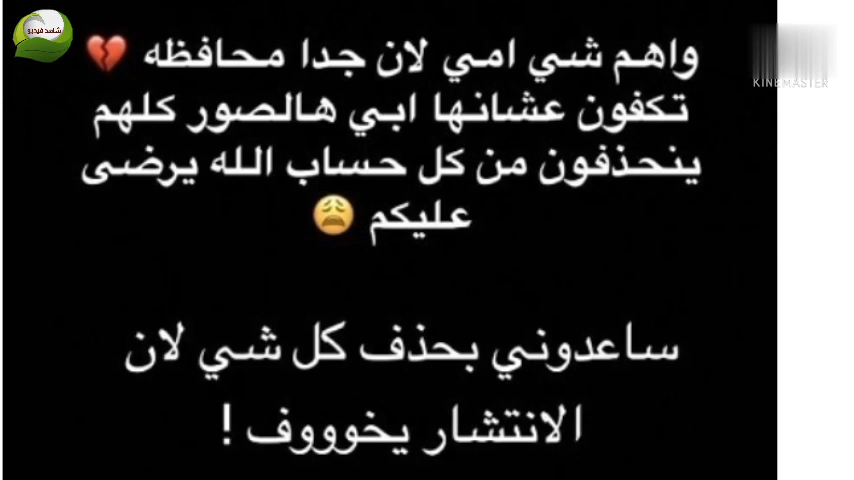 شاهد فيديو
KINEMASTER
واهم شي امي لان جدا محافظه 💔
تكفون عشانها ابي هالصور كلهم
ينحذفون من كل حساب الله يرضى
عليكم 😩
ساعدوني بحذف كل شي لان
الانتشار يخوووف !